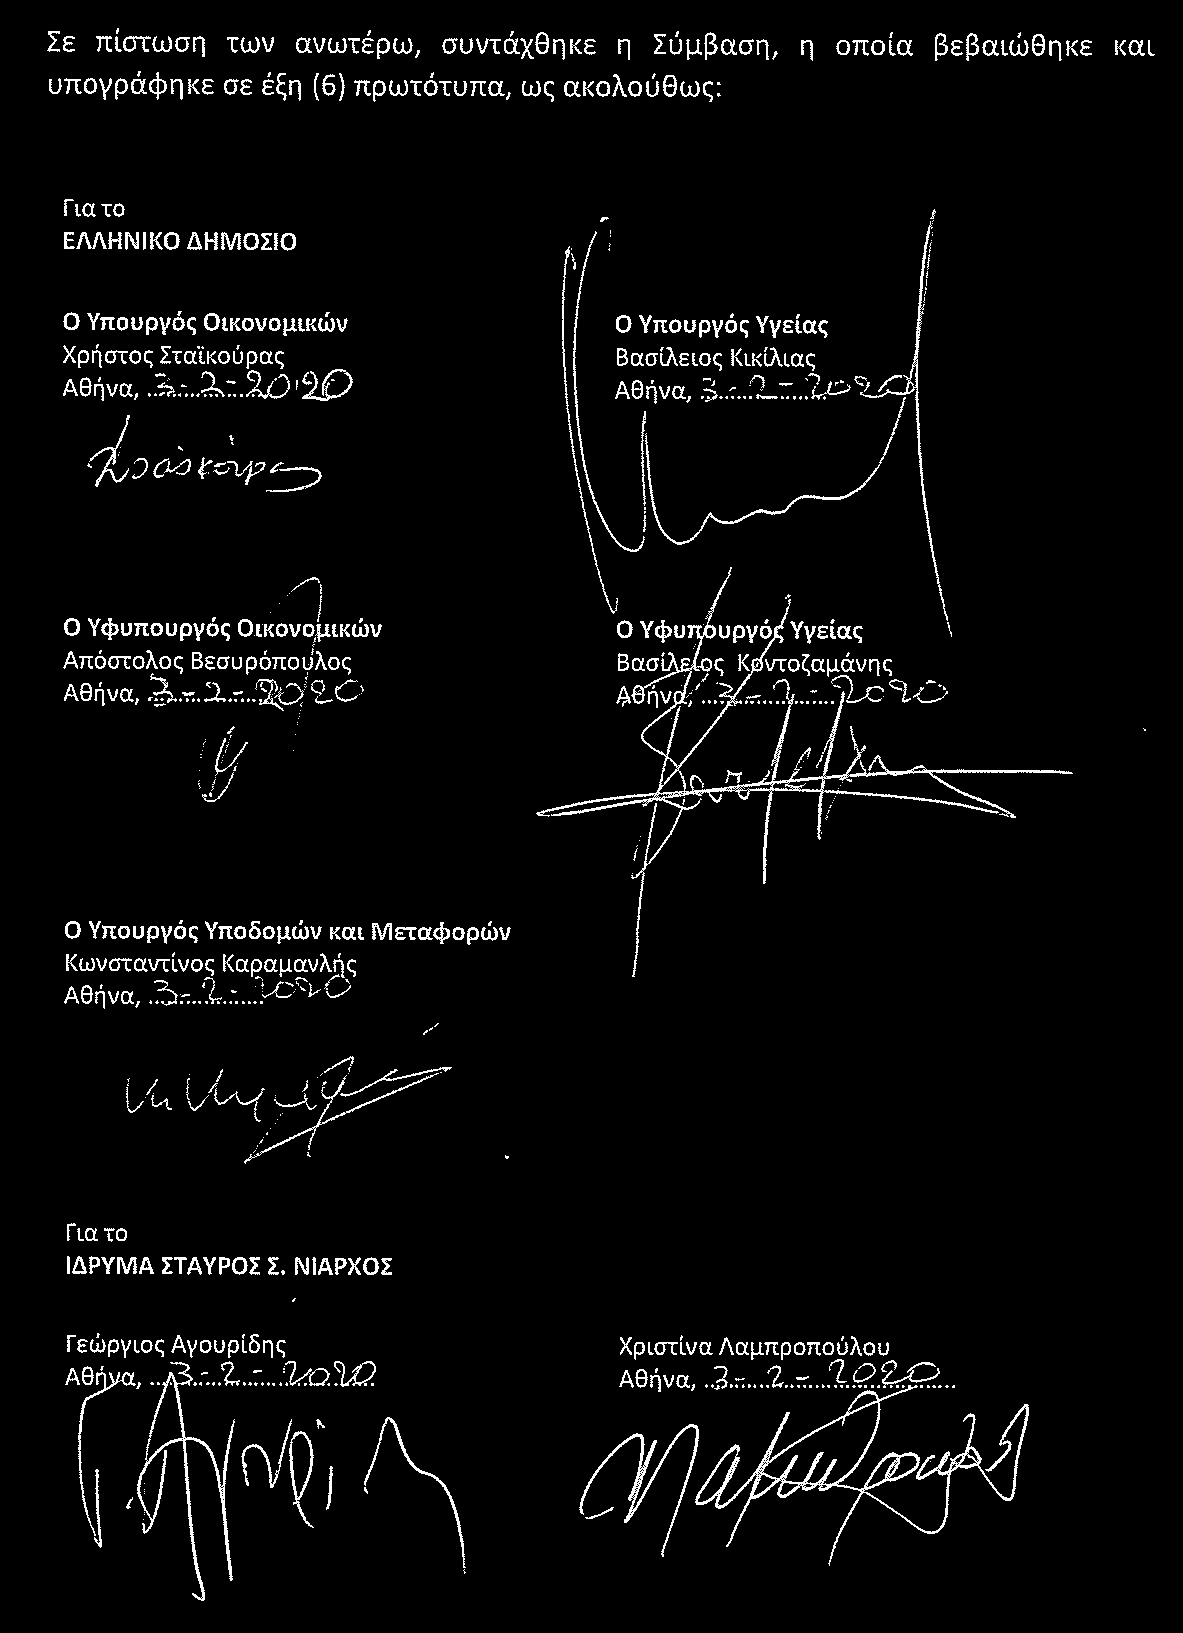 Σε πίστωση των ανωτέρω, συντάχθηκε η Σύμβαση, η οποία βεβαιώθηκε και
υπογράφηκε σε έξη (6) πρωτότυπα, ως ακολούθως:
Για το
ΕΛΛΗΝΙΚΟ ΔΗΜΟΣΙΟ
Ο Υπουργός Οικονομικών
Χρήστος Σταϊκούρας
Αθήνα, 3-2-2020
Ο Υπουργός Υγείας
Βασίλειος Κικίλιας
Αθήνα, 3-2-2020
Ο Υφυπουργός Οικονομικών
Απόστολος Βεσυρόπουλος
Αθήνα, 3-2-2020
Ο Υφυπουργός Υγείας
Βασίλειος Κοντοζαμάνης
Αθήνα, 3-2-2020
Ο Υπουργός Υποδομών και Μεταφορών
Κωνσταντίνος Καραμανλής
Αθήνα, 3-2-2020
Για το
ΙΔΡΥΜΑ ΣΤΑΥΡΟΣ Σ. ΝΙΑΡΧΟΣ
Γεώργιος Αγουρίδης
Αθήνα, 3-2-2020
Χριστίνα Λαμπροπούλου
Αθήνα, 3-2-2020